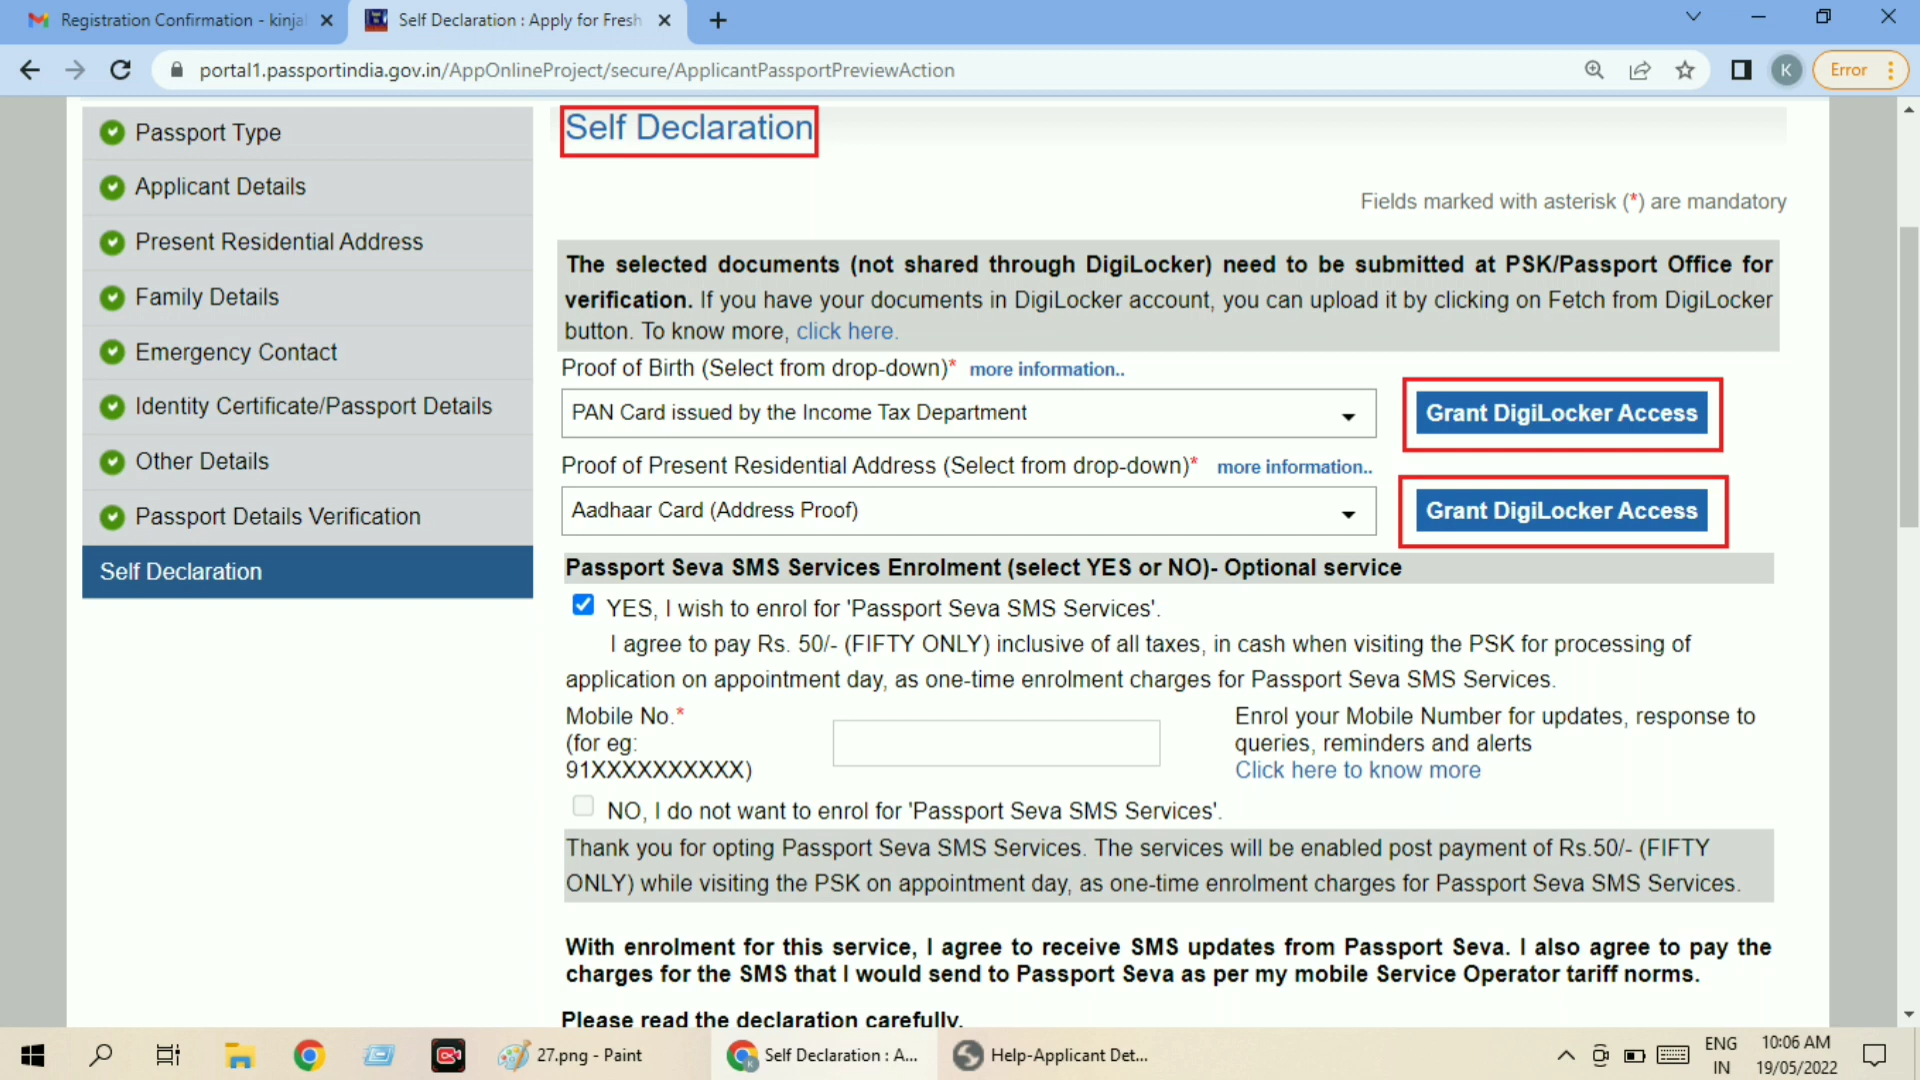 Registration Confirmation - kinja
Self Declaration : Apply for Fresh
portal1.passportindia.gov.in/AppOnlineProject/secure/ApplicantPassportPreviewAction
K
Error
Passport Type
Applicant Details
Present Residential Address
Family Details
Emergency Contact
Identity Certificate/Passport Details
Other Details
Passport Details Verification
Self Declaration
Self Declaration
Fields marked with asterisk (*) are mandatory
The selected documents (not shared through DigiLocker) need to be submitted at PSK/Passport Office for
verification. If you have your documents in DigiLocker account, you can upload it by clicking on Fetch from DigiLocker
button. To know more, click here.
Proof of Birth (Select from drop-down)* more information..
PAN Card issued by the Income Tax Department
Grant DigiLocker Access
Proof of Present Residential Address (Select from drop-down)* more information..
Aadhaar Card (Address Proof)
Grant DigiLocker Access
Passport Seva SMS Services Enrolment (select YES or NO)- Optional service
YES, I wish to enrol for 'Passport Seva SMS Services'.
I agree to pay Rs. 50/- (FIFTY ONLY) inclusive of all taxes, in cash when visiting the PSK for processing of
application on appointment day, as one-time enrolment charges for Passport Seva SMS Services.
Mobile No.*
(for eg:
91XXXXXXXXXX)
Enrol your Mobile Number for updates, response to
queries, reminders and alerts
Click here to know more
NO, I do not want to enrol for 'Passport Seva SMS Services'.
Thank you for opting Passport Seva SMS Services. The services will be enabled post payment of Rs.50/- (FIFTY
ONLY) while visiting the PSK on appointment day, as one-time enrolment charges for Passport Seva SMS Services.
With enrolment for this service, I agree to receive SMS updates from Passport Seva. I also agree to pay the
charges for the SMS that I would send to Passport Seva as per my mobile Service Operator tariff norms.
Please read the declaration carefully.
27.png - Paint
Self Declaration : A...
Help-Applicant Det...
ENG
IN
10:06 AM
19/05/2022